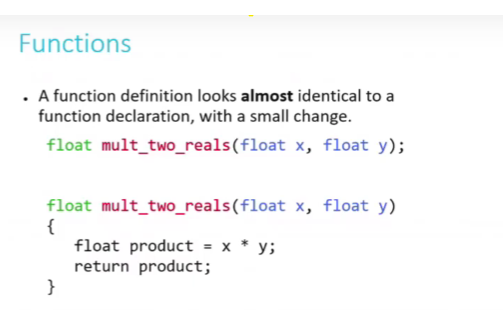 Functions
• A function definition looks almost identical to a
function declaration, with a small change.
float mult_two_reals(float x, float y);
float mult_two_reals(float x, float y)
{
    float product = x * y;
    return product;
}